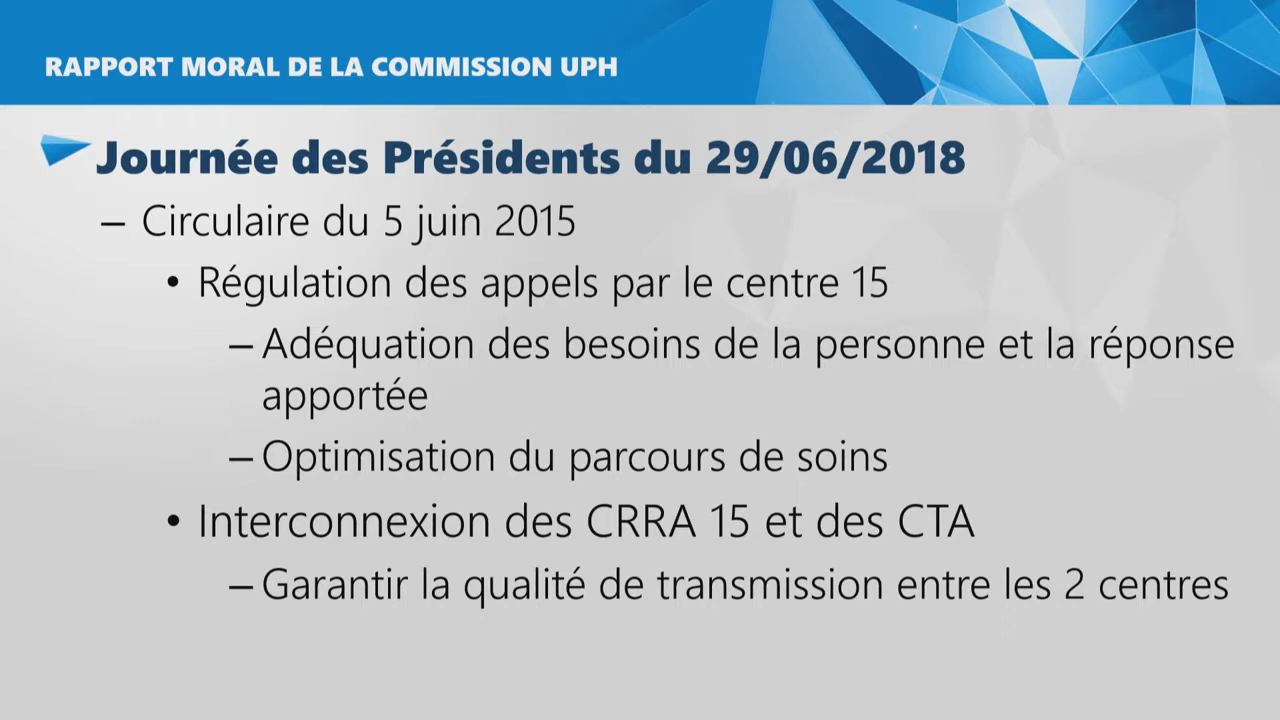 RAPPORT MORAL DE LA COMMISSION UPH
Journée des Présidents du 29/06/2018
– Circulaire du 5 juin 2015
• Régulation des appels par le centre 15
– Adéquation des besoins de la personne et la réponse
apportée
– Optimisation du parcours de soins
• Interconnexion des CRRA 15 et des CTA
– Garantir la qualité de transmission entre les 2 centres